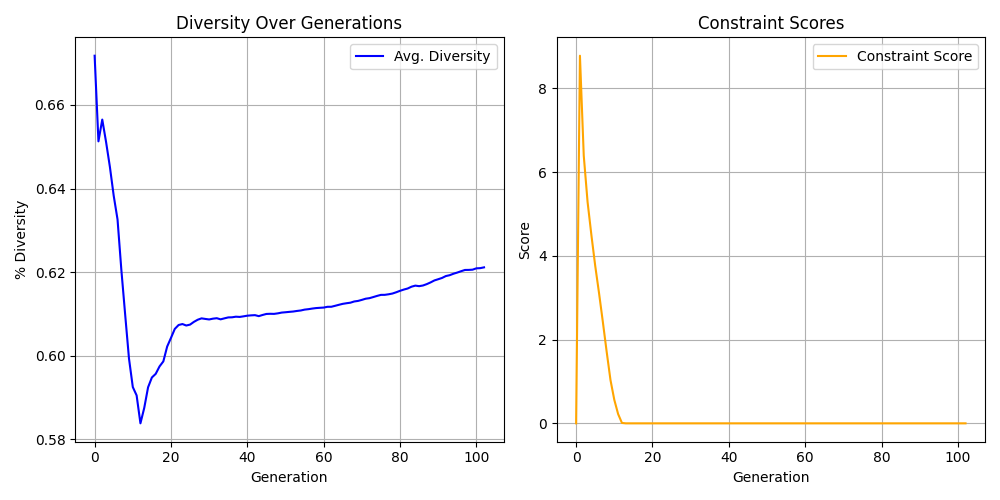 Diversity Over Generations
Avg. Diversity
% Diversity
0.66
0.64
0.62
0.60
0.58
0 20 40 60 80 100
Generation
Constraint Scores
Constraint Score
Score
8
6
4
2
0
0 20 40 60 80 100
Generation